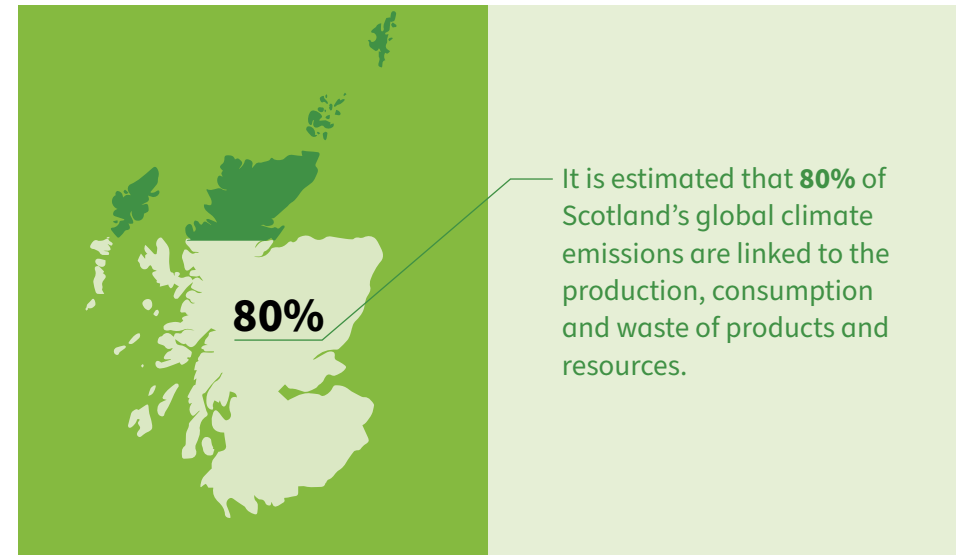 80%
It is estimated that 80% of
Scotland’s global climate
emissions are linked to the
production, consumption
and waste of products and
resources.